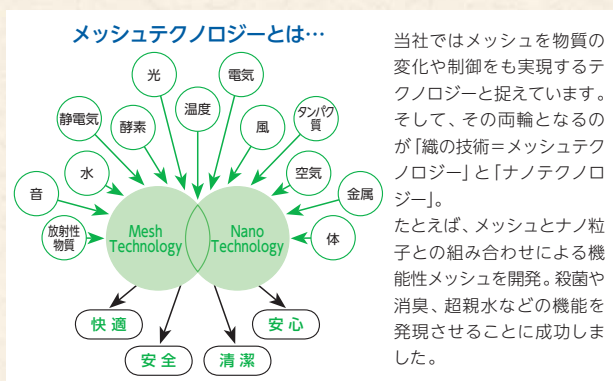 メッシュテクノロジーとは…
光
電気
静電気
酵素
温度
風
タンパク
質
水
空気
音
金属
放射性
物質
体
Mesh
Technology
Nano
Technology
快適
安全
清潔
安心
当社ではメッシュを物質の
変化や制御をも実現するテ
クノロジーと捉えています。
そして、その両輪となるの
が「織の技術＝メッシュテク
ノロジー」と「ナノテクノロ
ジー」。
たとえば、メッシュとナノ粒
子との組み合わせによる機
能性メッシュを開発。殺菌や
消臭、超親水などの機能を
発現させることに成功しま
した。